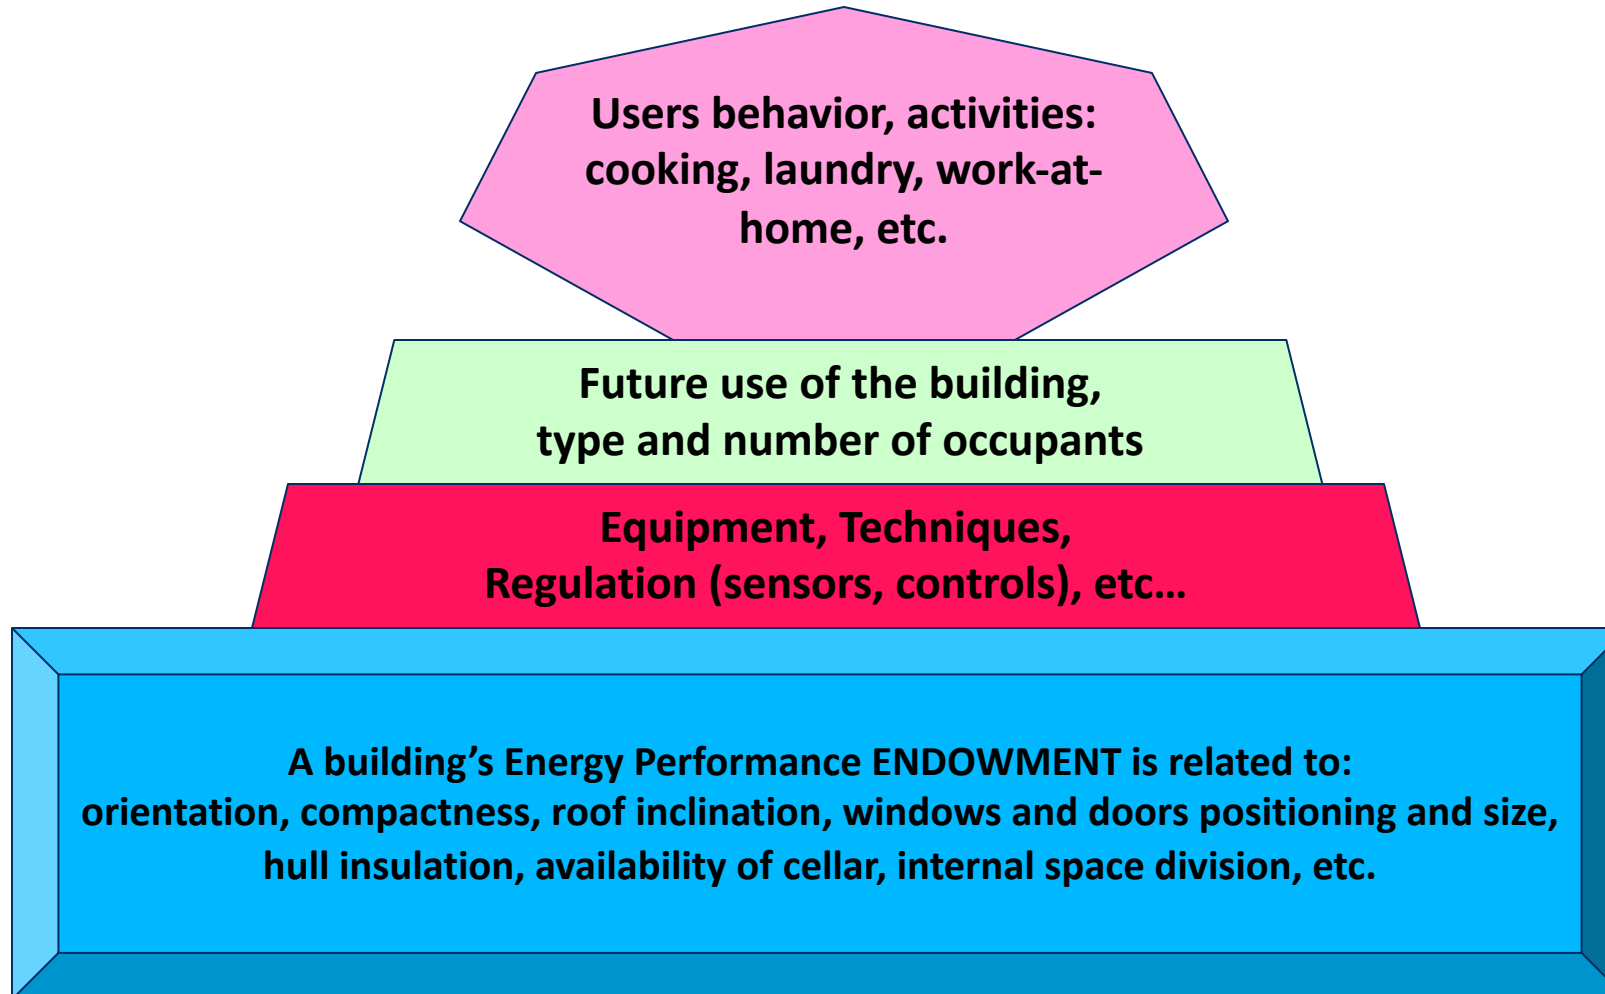 Users behavior, activities:
cooking, laundry, work-at-
home, etc.
Future use of the building,
type and number of occupants
Equipment, Techniques,
Regulation (sensors, controls), etc…
A building’s Energy Performance ENDOWMENT is related to:
orientation, compactness, roof inclination, windows and doors positioning and size,
hull insulation, availability of cellar, internal space division, etc.